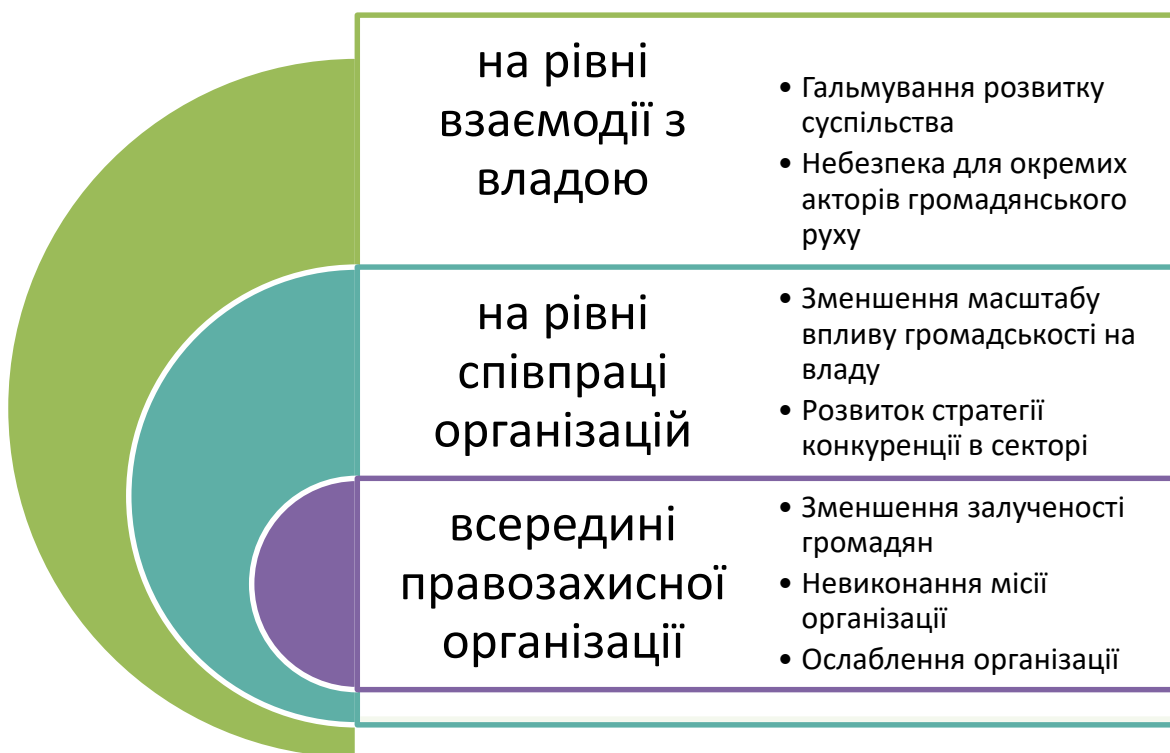 на рівні
взаємодії з
владою
• Гальмування розвитку
суспільства
• Небезпека для окремих
акторів громадянського
руху
на рівні
співпраці
організацій
• Зменшення масштабу
впливу громадськості на
владу
• Розвиток стратегії
конкуренції в секторі
всередині
правозахисної
організації
• Зменшення залученості
громадян
• Невиконання місії
організації
• Ослаблення організації